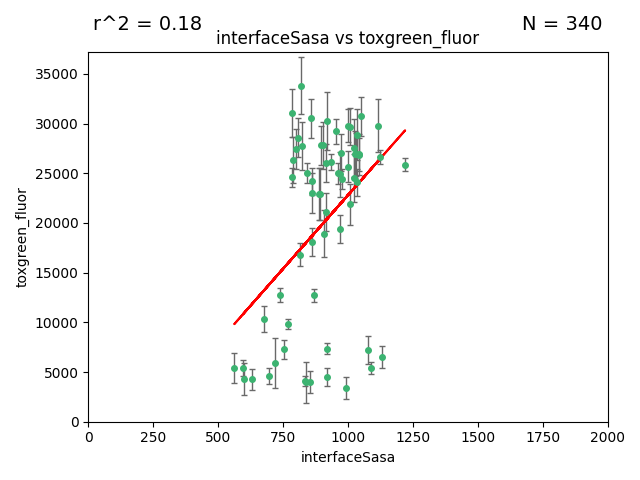 r^2 = 0.18
N = 340
interfaceSasa vs toxgreen_fluor
toxgreen_fluor
35000
30000
25000
20000
15000
10000
5000
0
0 250 500 750 1000 1250 1500 1750 2000
interfaceSasa